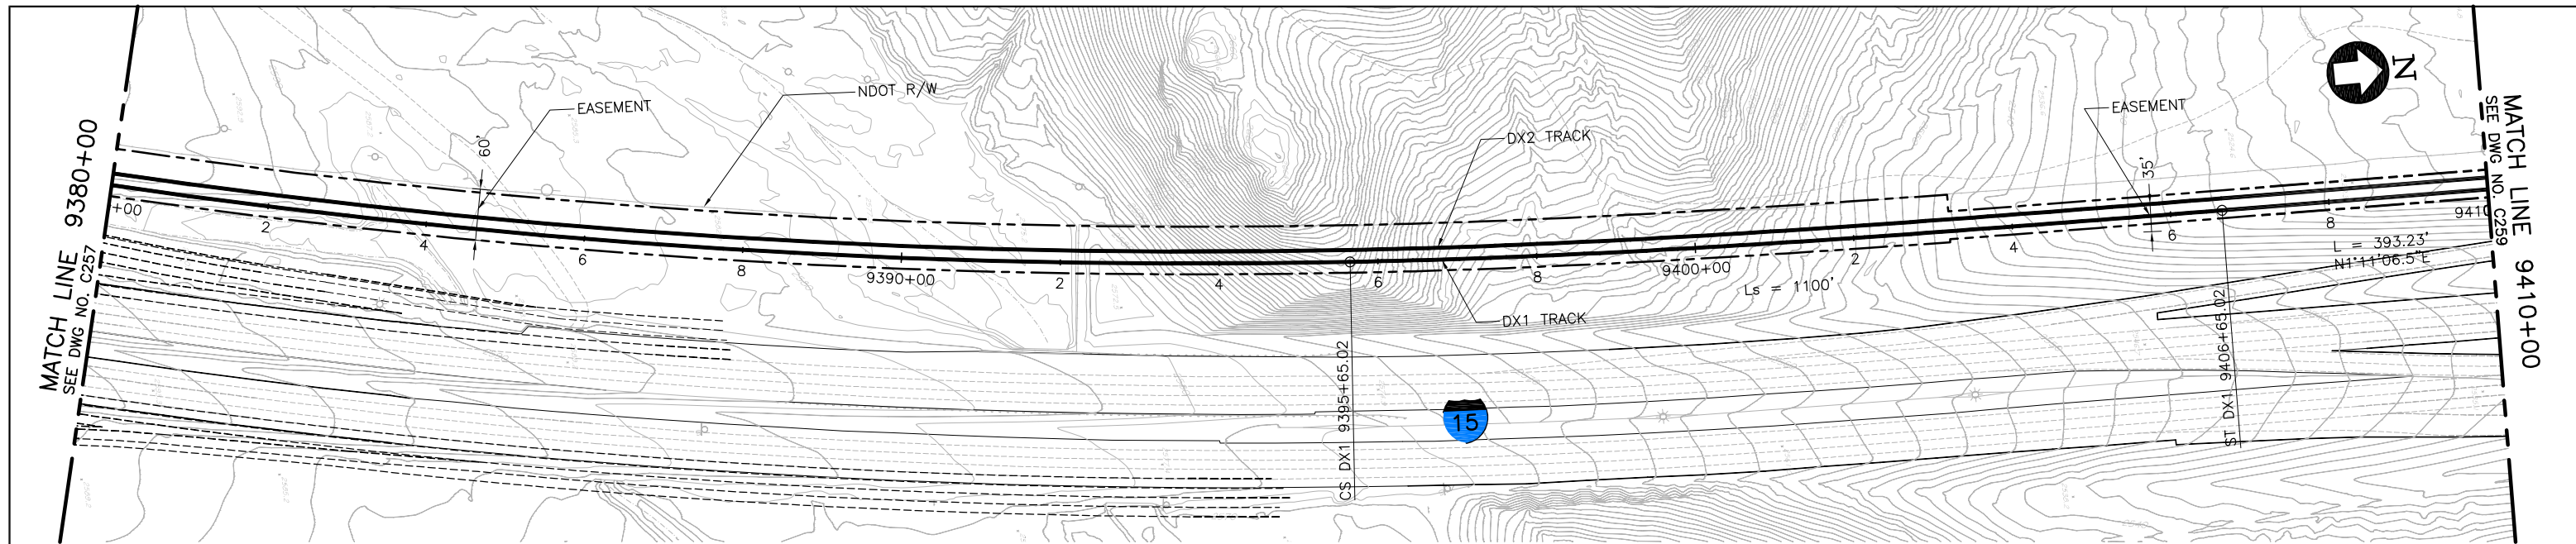 MATCH LINE 9380+00
SEE DWG NO. C257
60'
EASEMENT
NDOT R/W
DX2 TRACK
EASEMENT
35'
N
MATCH LINE 9410+00
SEE DWG NO. C259
+00
2
4
6
8
9390+00
2
4
6
8
9400+00
2
4
6
8
9410
Ls = 1100'
L = 393.23'
N1°11'06.5"E
DX1 TRACK
CS DX1 9395+65.02
ST DX1 9406+65.02
15